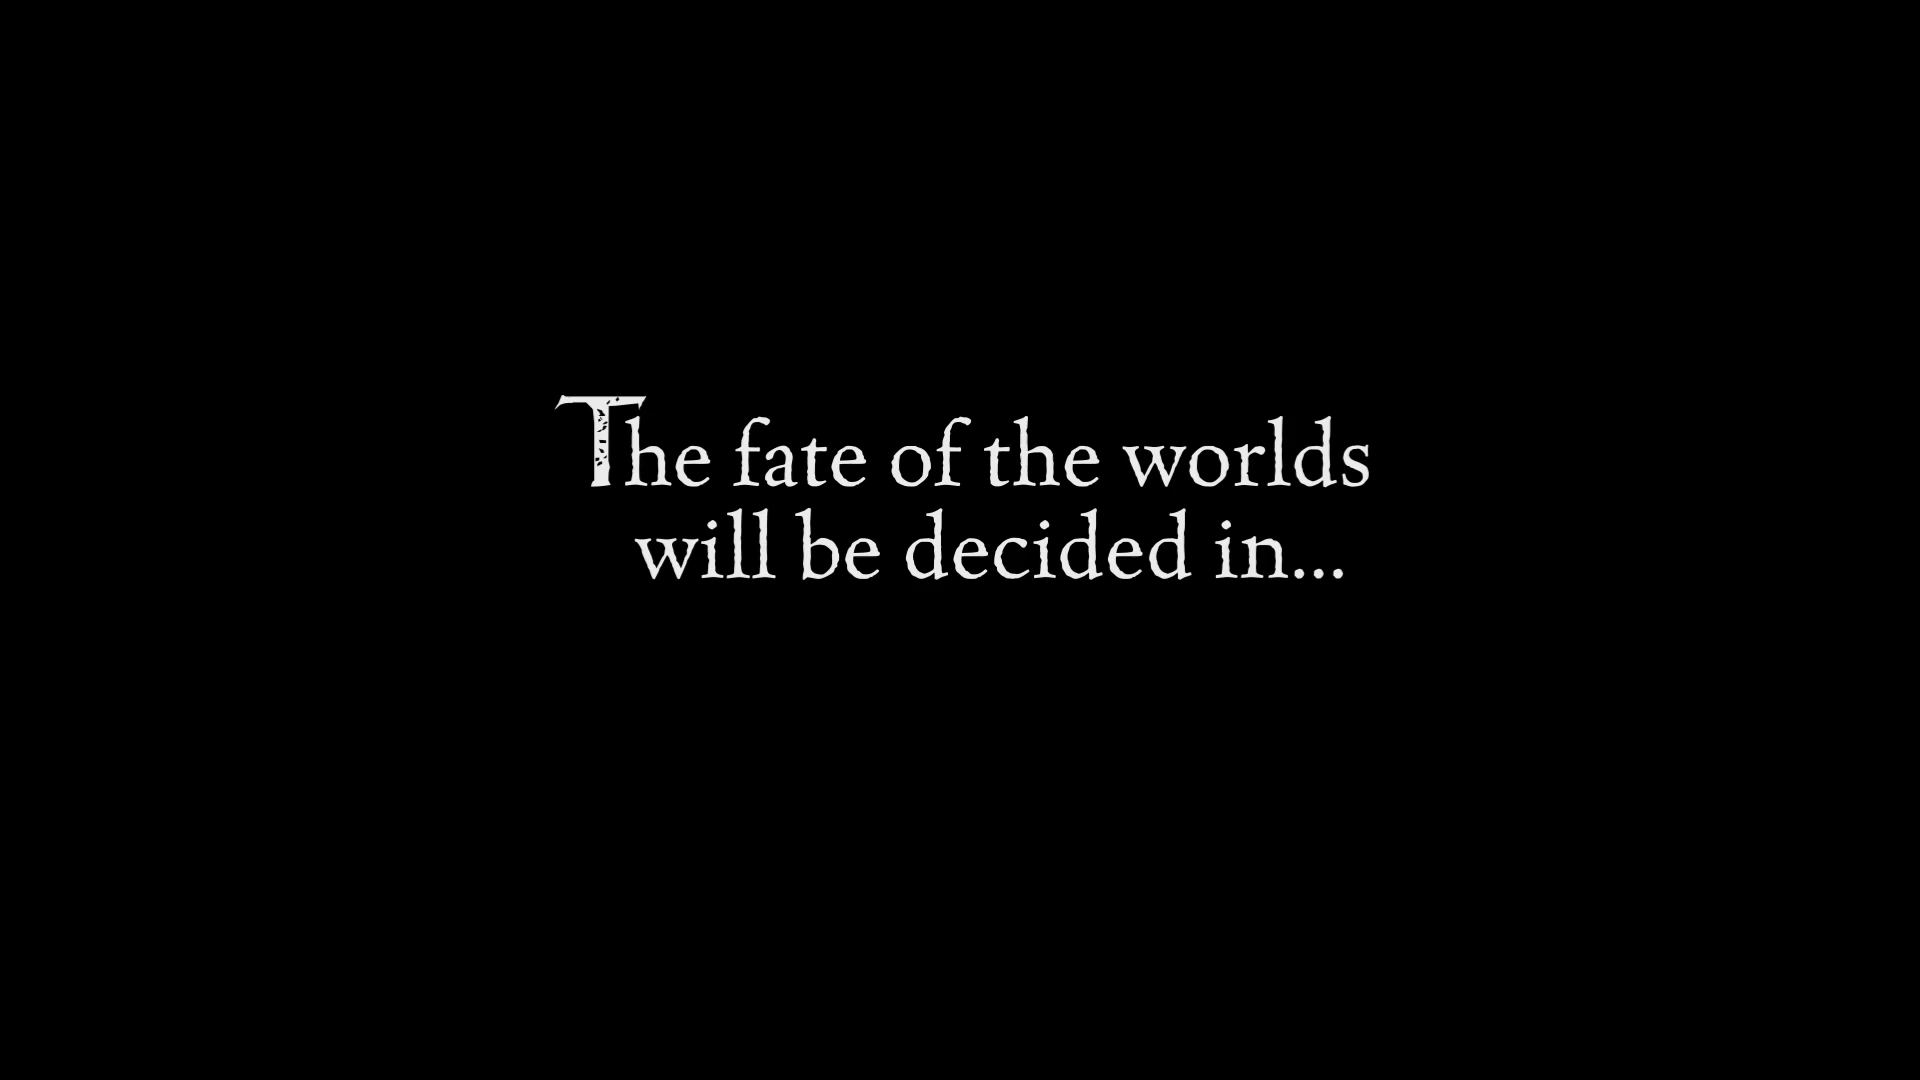 The fate of the worlds
will be decided in...